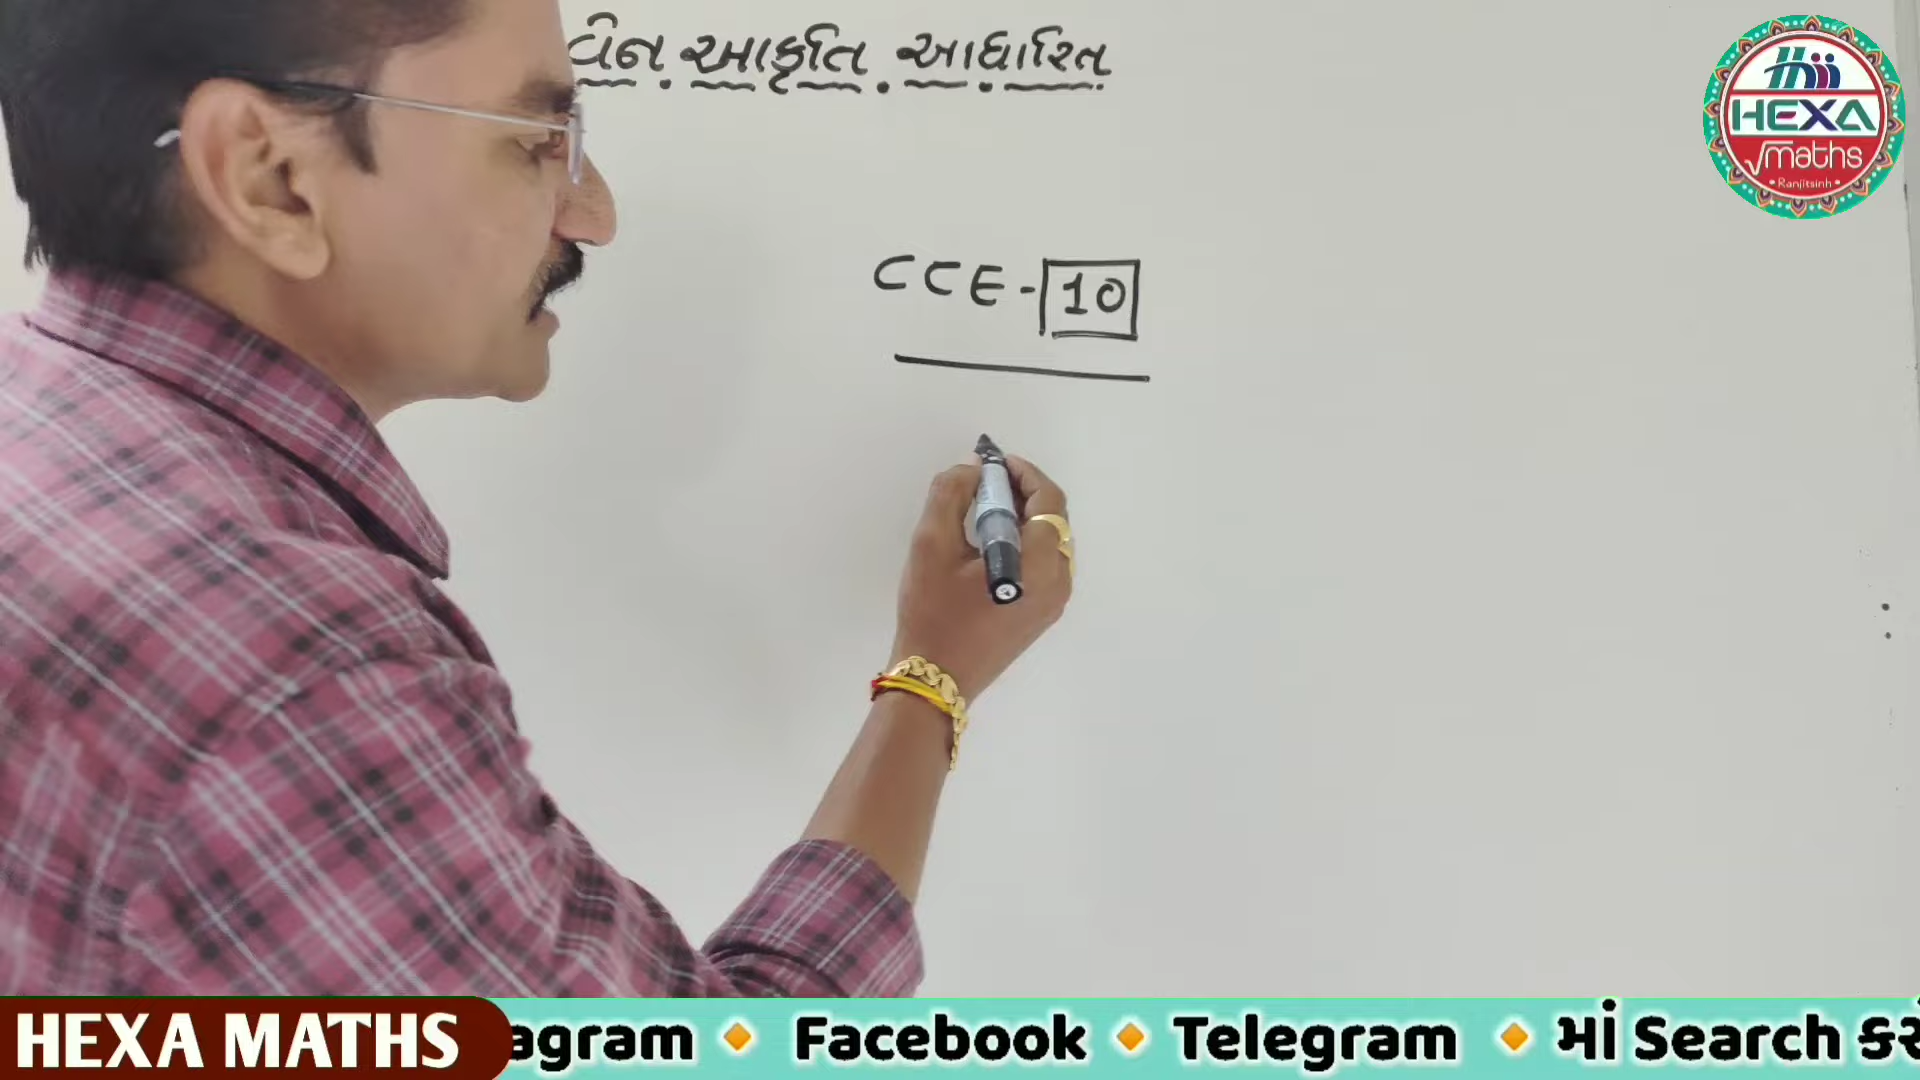 આકૃતિ આધારિત
HEXA
√maths
• Ranjitsinh •
CCE - 10
HEXA MATHS
agram 🔸 Facebook 🔸 Telegram 🔸 માં Search